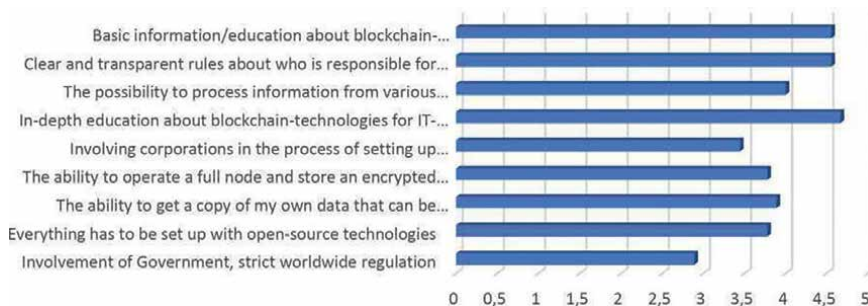 Basic information/education about blockchain-...
Clear and transparent rules about who is responsible for...
The possibility to process information from various...
In-depth education about blockchain-technologies for IT-...
Involving corporations in the process of setting up...
The ability to operate a full node and store an encrypted...
The ability to get a copy of my own data that can be...
Everything has to be set up with open-source technologies
Involvement of Government, strict worldwide regulation
0 0,5 1 1,5 2 2,5 3 3,5 4 4,5 5